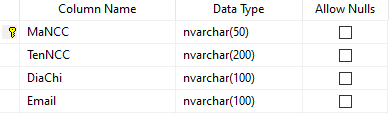 Column Name Data Type Allow Nulls
MaNCC nvarchar(50)
TenNCC nvarchar(200)
DiaChi nvarchar(100)
Email nvarchar(100)